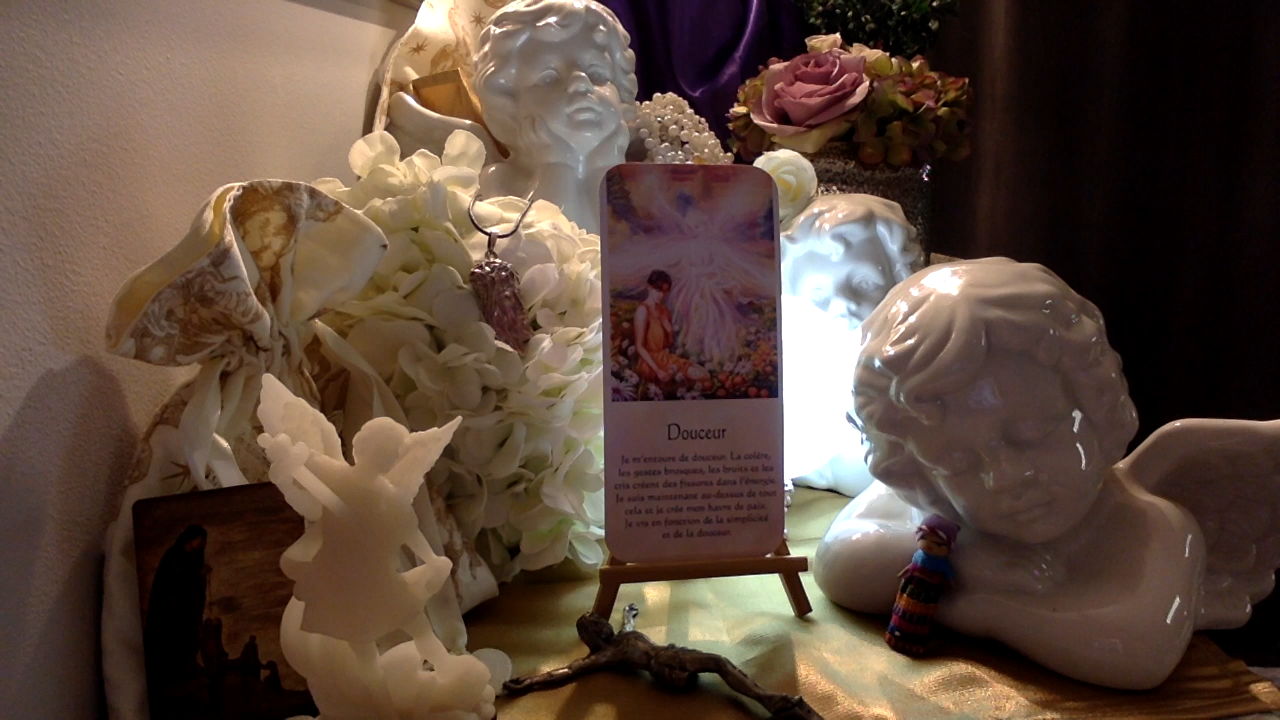 Douceur
Je m'entoure de douceur. La colère,
les gestes brusques, les bruits et les
cris créent des fissures dans l'énergie.
Je suis maintenant au-dessus de tout
cela et je crée mon havre de paix.
Je vis en fonction de la simplicité
et de la douceur.